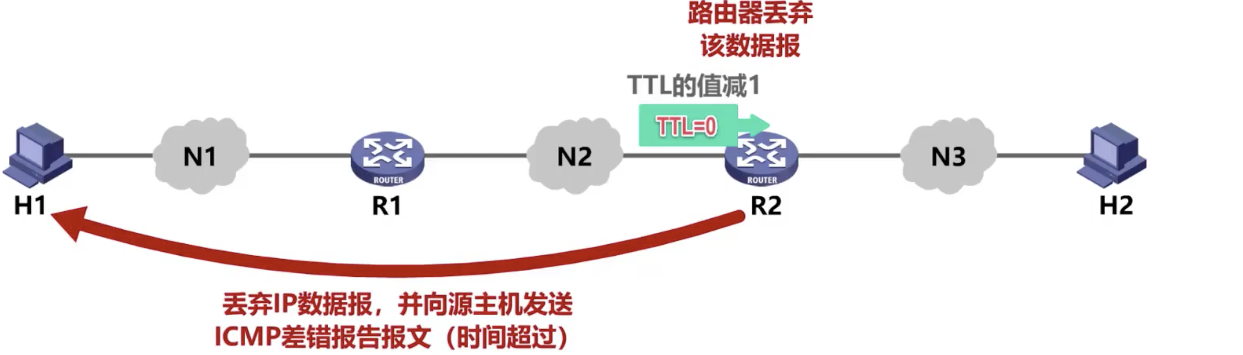 路由器丢弃
该数据报
TTL的值减1
TTL=0
N1
N2
N3
ROUTER
ROUTER
H1
R1
R2
H2
丢弃IP数据报，并向源主机发送
ICMP差错报告报文（时间超过）